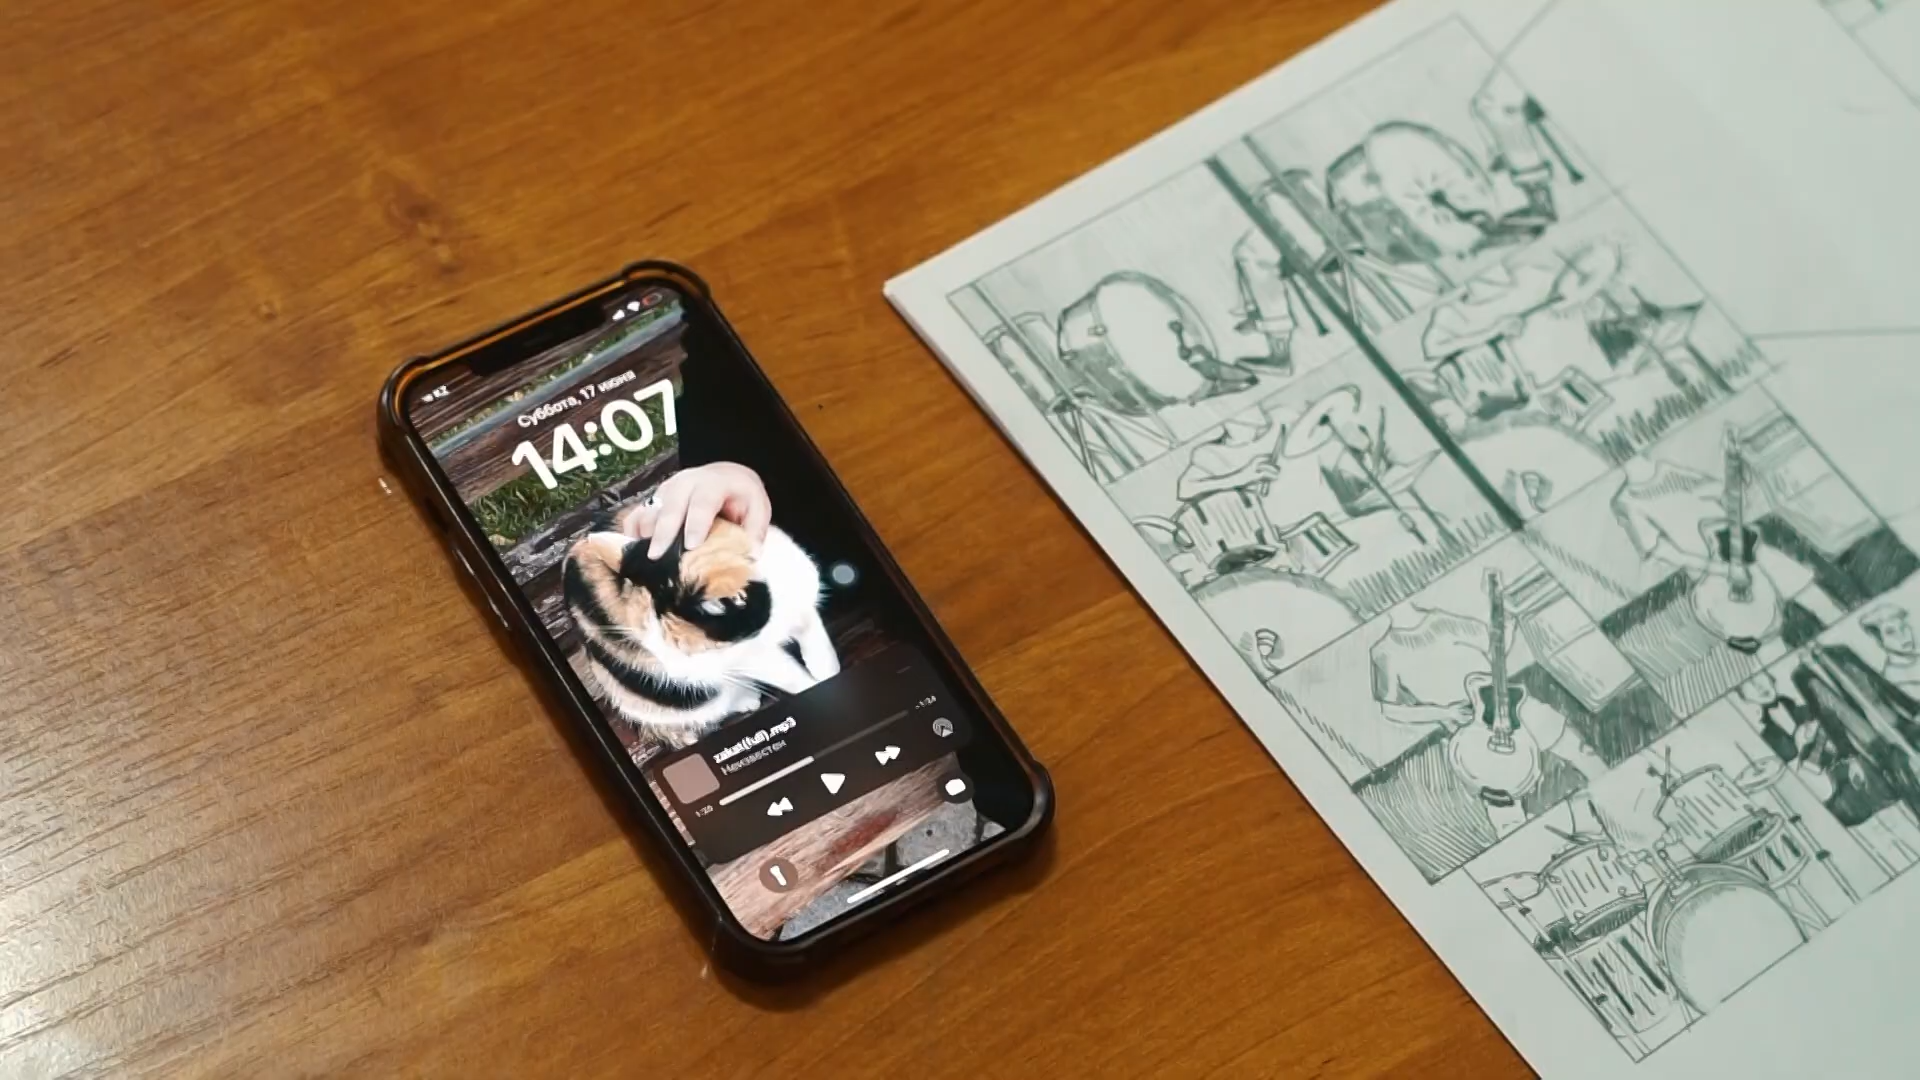 Суббота, 17 июня
14:07
zakat(full).mp3
Неизвестен